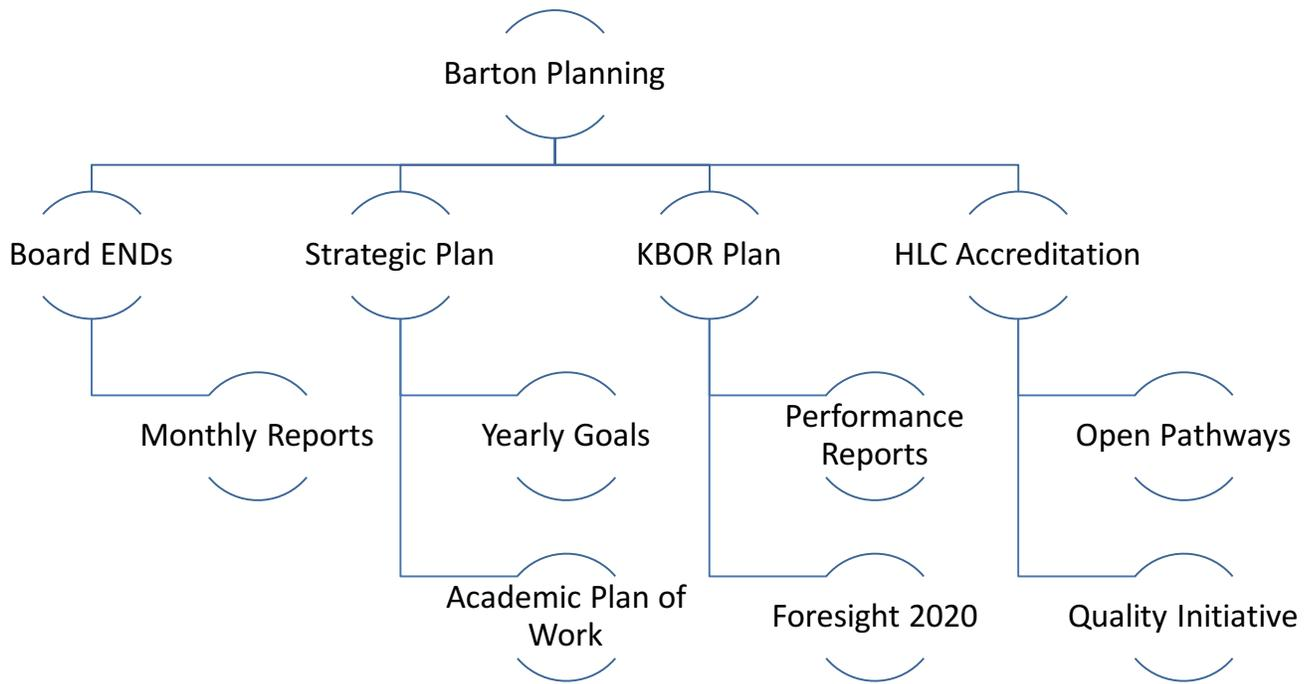 Barton Planning
Board ENDs
Strategic Plan
KBOR Plan
HLC Accreditation
Monthly Reports
Yearly Goals
Performance
Reports
Open Pathways
Academic Plan of
Work
Foresight 2020
Quality Initiative